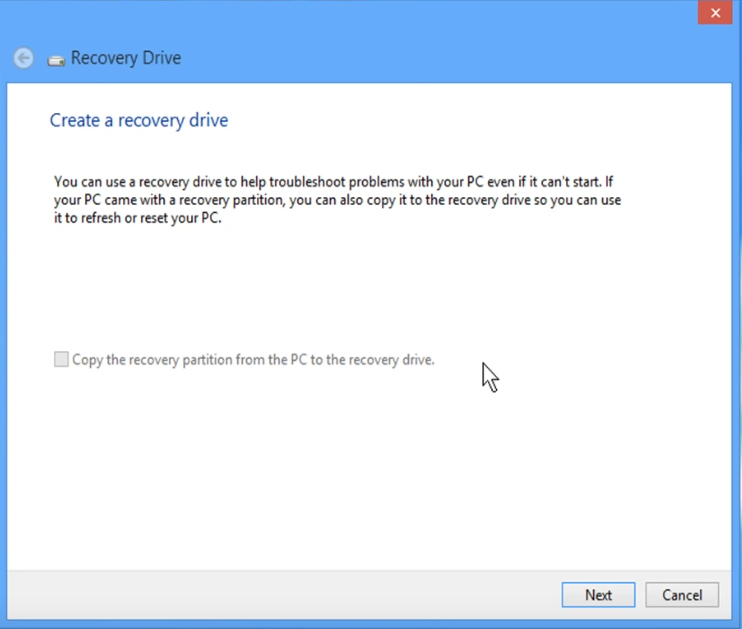 Recovery Drive
Create a recovery drive
You can use a recovery drive to help troubleshoot problems with your PC even if it can't start. If
your PC came with a recovery partition, you can also copy it to the recovery drive so you can use
it to refresh or reset your PC.
Copy the recovery partition from the PC to the recovery drive.
Next Cancel